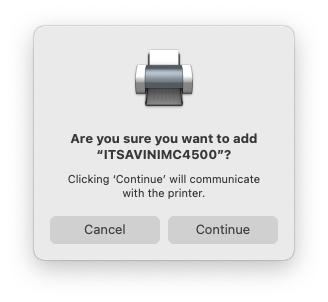 Are you sure you want to add
“ITSAVINIMC4500”?
Clicking ‘Continue’ will communicate
with the printer.
Cancel
Continue